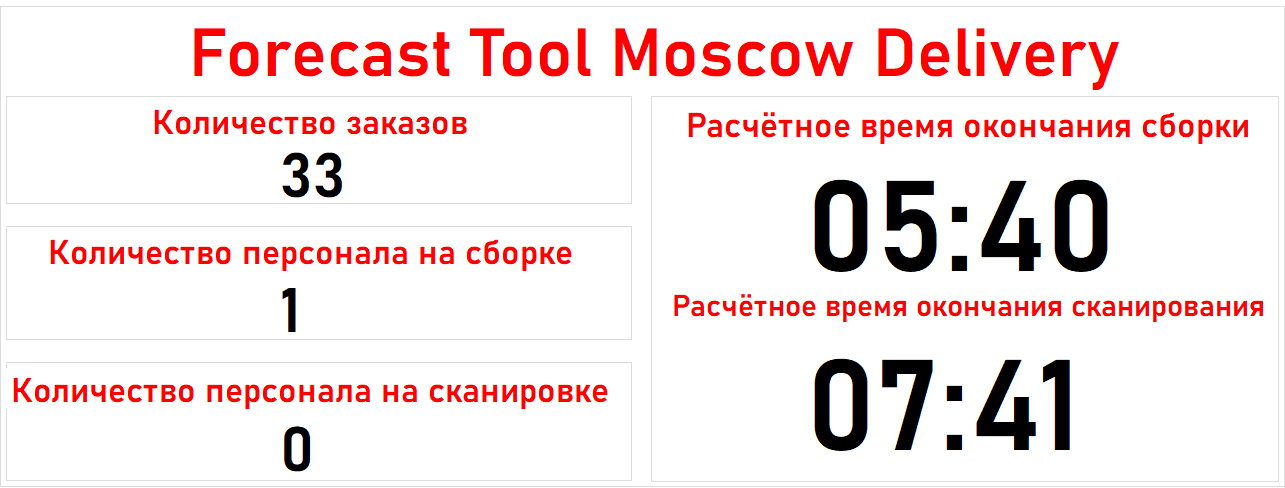 Forecast Tool Moscow Delivery
Количество заказов
33
Количество персонала на сборке
1
Количество персонала на сканировке
0
Расчётное время окончания сборки
05:40
Расчётное время окончания сканирования
07:41